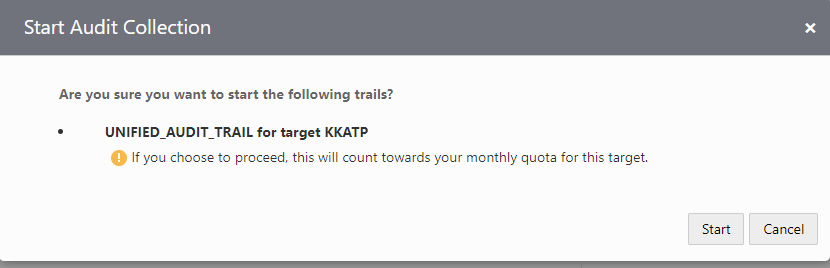 Start Audit Collection
Are you sure you want to start the following trails?
UNIFIED_AUDIT_TRAIL for target KKATP
If you choose to proceed, this will count towards your monthly quota for this target.
Start Cancel